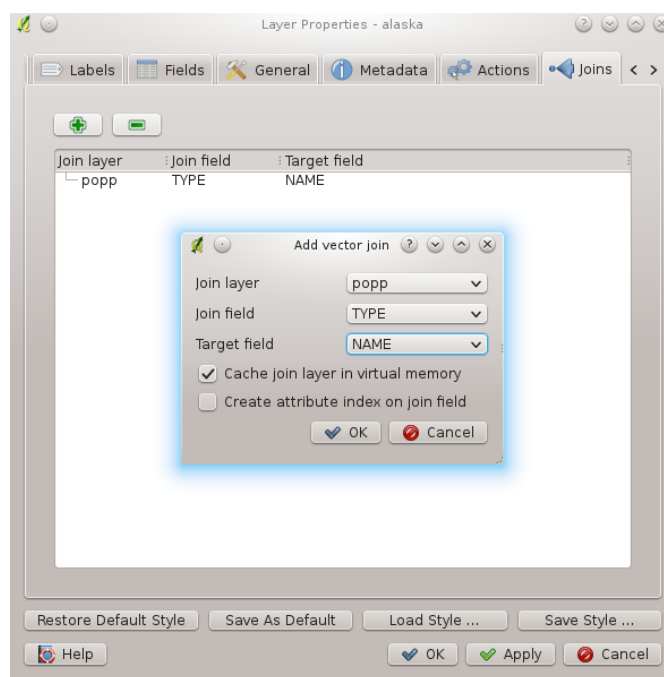 Layer Properties - alaska
Labels Fields General Metadata Actions Joins
Join layer Join field Target field
popp TYPE NAME
Add vector join
Join layer popp
Join field TYPE
Target field NAME
Cache join layer in virtual memory
Create attribute index on join field
OK Cancel
Restore Default Style Save As Default Load Style ... Save Style ...
Help OK Apply Cancel